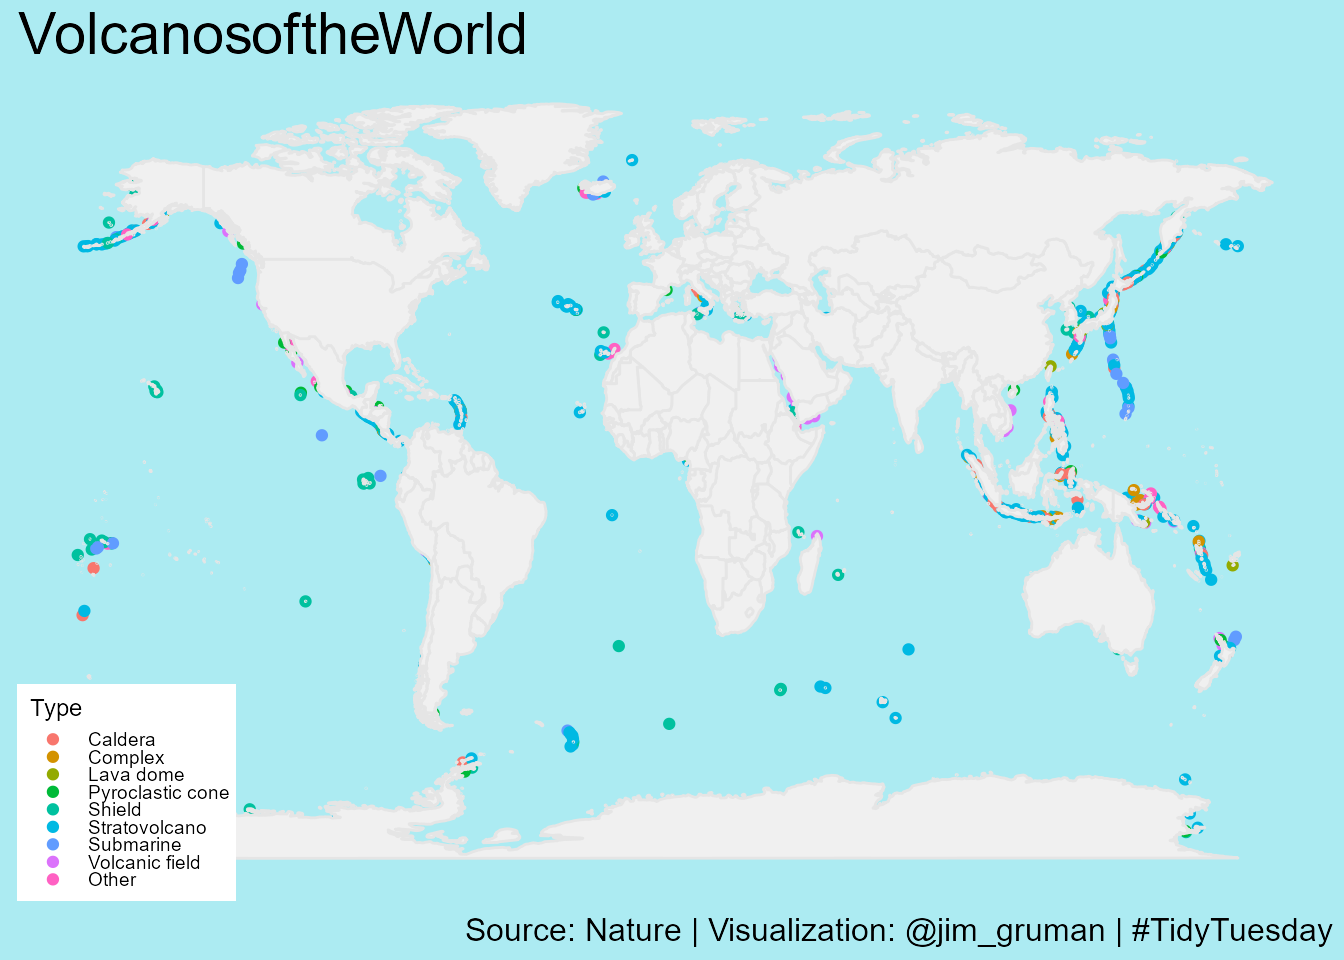 VolcanosoftheWorld
Type
Caldera
Complex
Lava dome
Pyroclastic cone
Shield
Stratovolcano
Submarine
Volcanic field
Other
Source: Nature | Visualization: @jim_gruman | #TidyTuesday